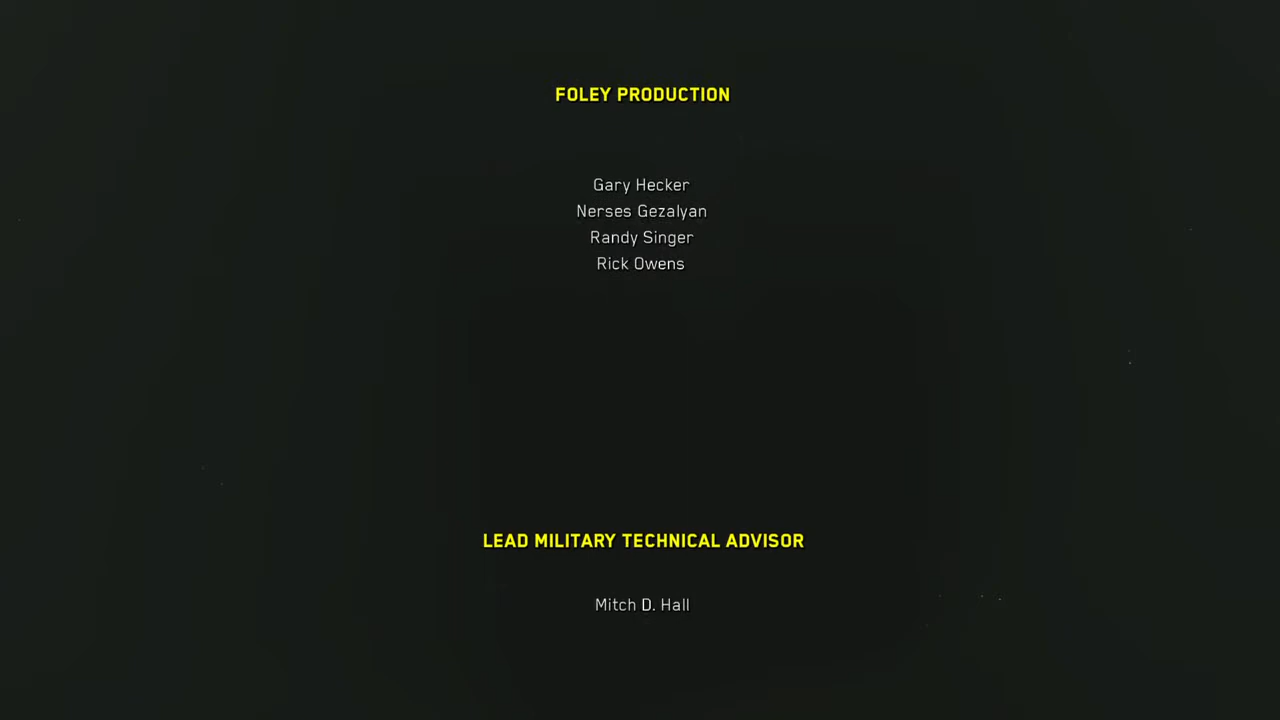 FOLEY PRODUCTION
Gary Hecker
Nerses Gezalyan
Randy Singer
Rick Owens
LEAD MILITARY TECHNICAL ADVISOR
Mitch D. Hall